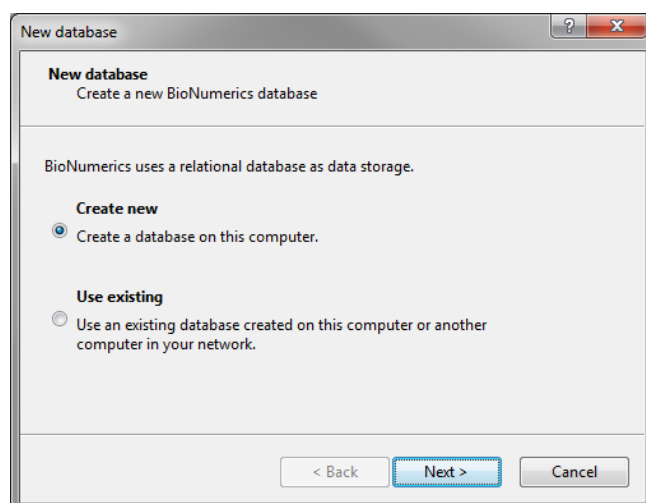 New database
New database
Create a new BioNumerics database
BioNumerics uses a relational database as data storage.
Create new
Create a database on this computer.
Use existing
Use an existing database created on this computer or another
computer in your network.
< Back
Next >
Cancel